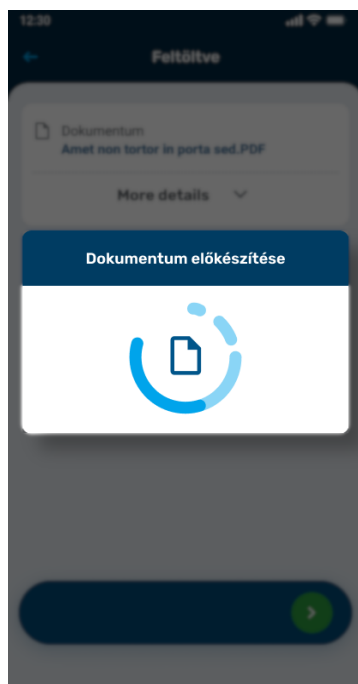 12:30
Feltöltve
Dokumentum
Amet non tortor in porta sed.PDF
More details
Dokumentum előkészítése